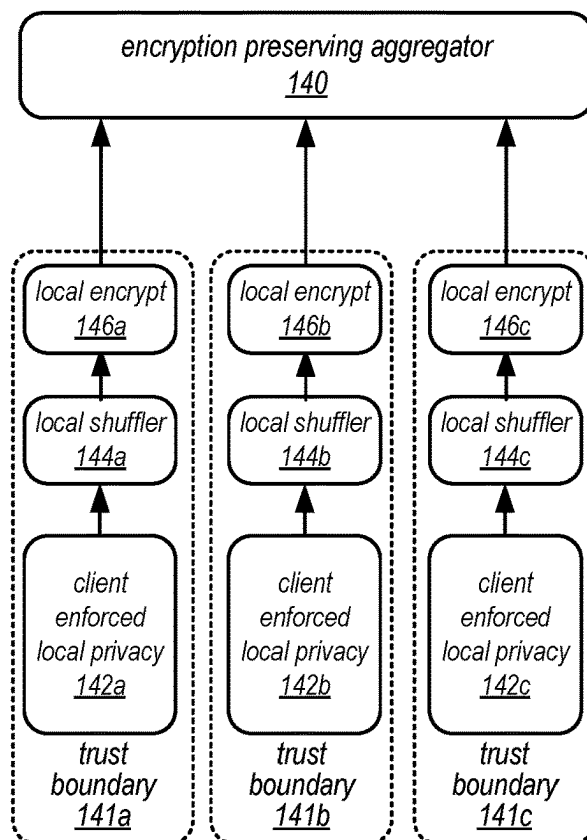 encryption preserving aggregator
140
local encrypt
146a
local encrypt
146b
local encrypt
146c
local shuffler
144a
local shuffler
144b
local shuffler
144c
client
enforced
local privacy
142a
client
enforced
local privacy
142b
client
enforced
local privacy
142c
trust
boundary
141a
trust
boundary
141b
trust
boundary
141c